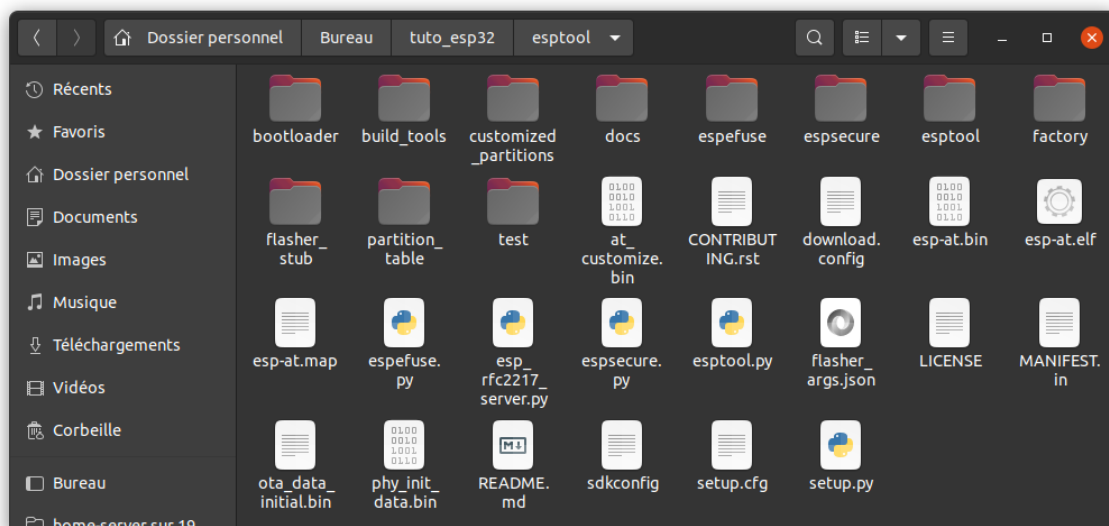 Dossier personnel Bureau tuto_esp32 esptool
Récents
Favoris
Dossier personnel
Documents
Images
Musique
Téléchargements
Vidéos
Corbeille
Bureau
home-server sur 19
bootloader build_tools customized docs espefuse espsecure esptool factory
_partitions
flasher_ partition_ test at_ CONTRIBUT download. esp-at.bin esp-at.elf
stub table customize. ING.rst config
bin
esp-at.map espefuse. esp_ espsecure. esptool.py flasher_ LICENSE MANIFEST.
py rfc2217_ py args.json in
server.py
ota_data_ phy_init_ README. sdkconfig setup.cfg setup.py
initial.bin data.bin md